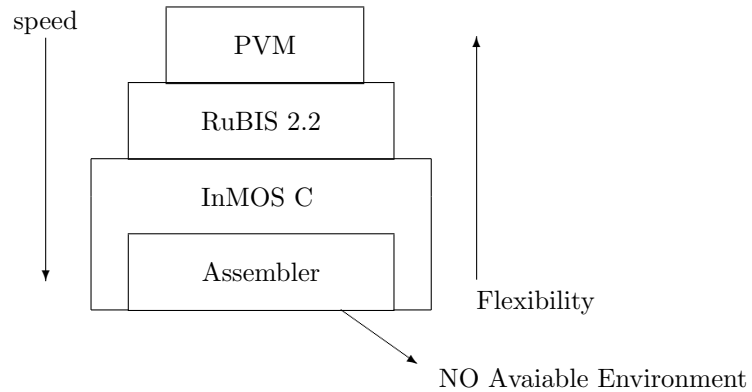 speed
PVM
RuBIS 2.2
InMOS C
Assembler
Flexibility
NO Avaiable Environment